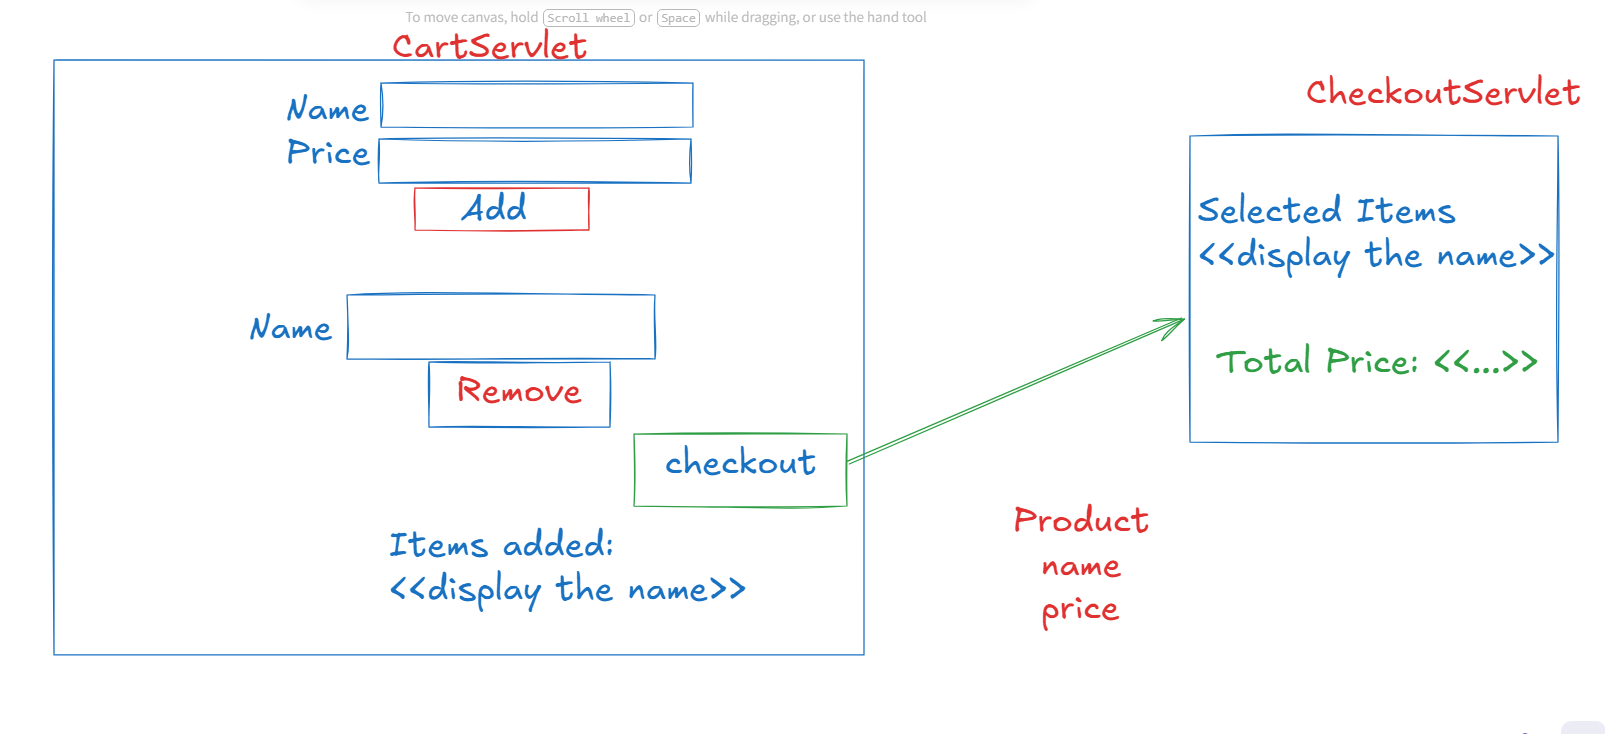 To move canvas, hold Scroll wheel or Space while dragging, or use the hand tool
CartServlet
Name
Price
Add
Name
Remove
checkout
Items added:
<<display the name>>
CheckoutServlet
Selected Items
<<display the name>>
Total Price: <<...>>
Product
name
price